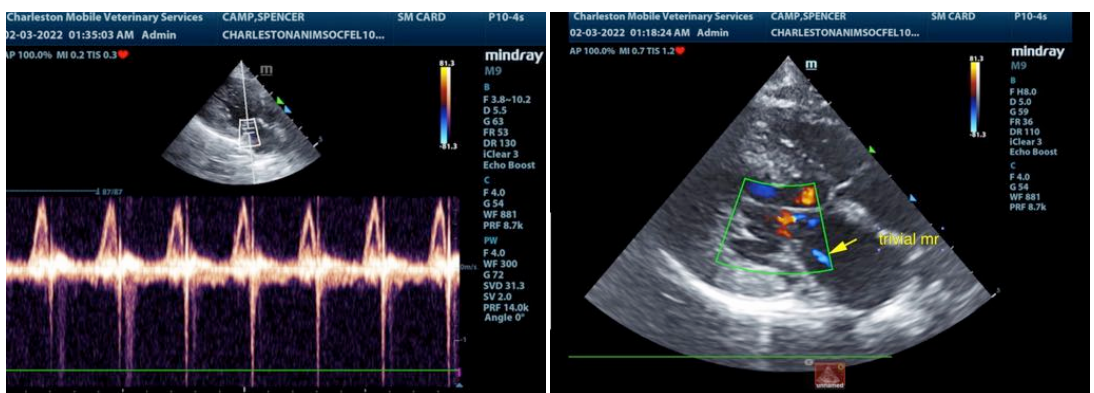 Charleston Mobile Veterinary Services CAMP,SPENCER SM CARD P10-4s
02-03-2022 01:35:03 AM Admin CHARLESTONANIMSOCFEL10...
AP 100.0% MI 0.2 TIS 0.3
m
81.3
-81.3
5
mindray
M9
B
F 3.8~10.2
D 5.5
G 63
FR 53
DR 130
iClear 3
Echo Boost
C
F 4.0
G 54
WF 881
PRF 8.7k
PW
F 4.0
WF 300
G 72
SVD 31.3
SV 2.0
PRF 14.0k
Angle 0°
87/87
0m/s
-1
Charleston Mobile Veterinary Services CAMP,SPENCER SM CARD P10-4s
02-03-2022 01:18:24 AM Admin CHARLESTONANIMSOCFEL10...
AP 100.0% MI 0.7 TIS 1.2
m
81.3
-81.3
mindray
M9
B
F H8.0
D 5.0
G 59
FR 36
DR 110
iClear 3
Echo Boost
C
F 4.0
G 54
WF 881
PRF 8.7k
trivial mr
5
unnamed